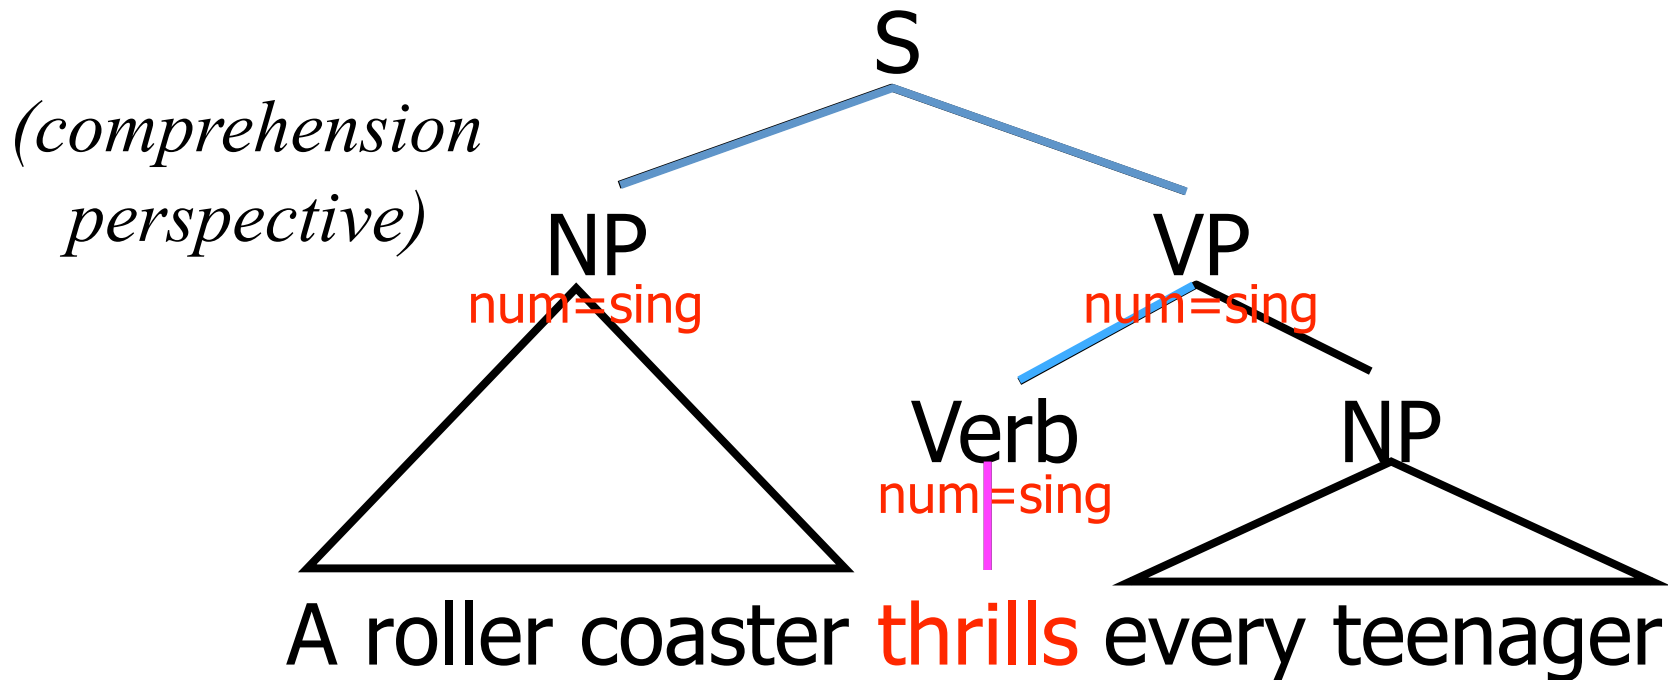 S
(comprehension
perspective)
NP
VP
num=sing
num=sing
Verb
NP
num=sing
A roller coaster thrills every teenager